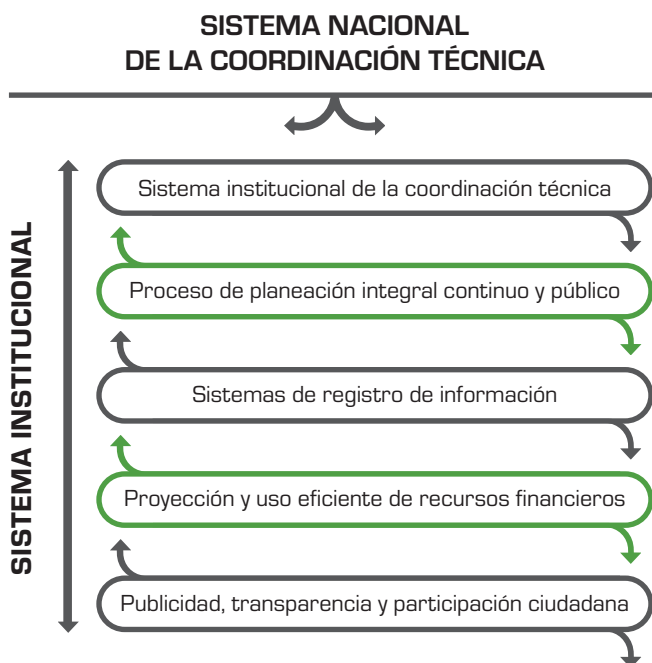 SISTEMA NACIONAL
DE LA COORDINACIÓN TÉCNICA
SISTEMA INSTITUCIONAL
Sistema institucional de la coordinación técnica
Proceso de planeación integral continuo y público
Sistemas de registro de información
Proyección y uso eficiente de recursos financieros
Publicidad, transparencia y participación ciudadana